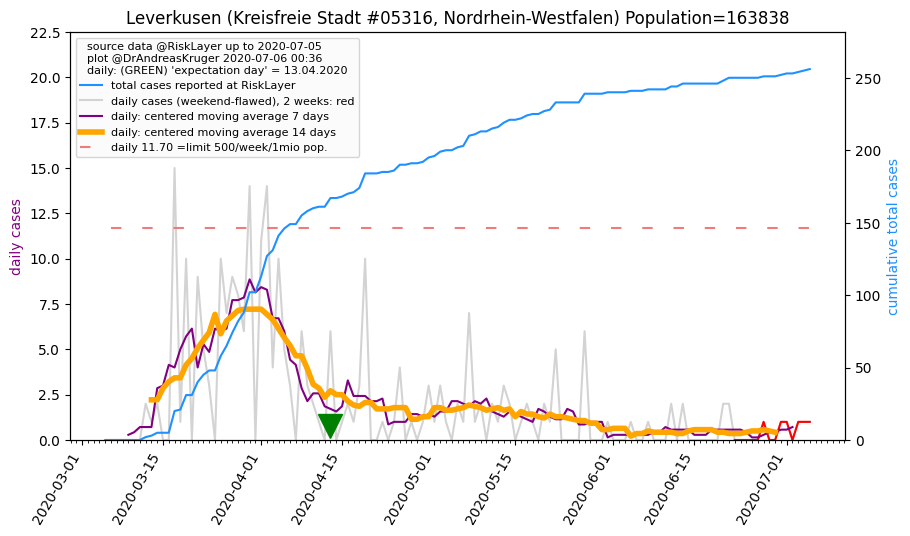 Leverkusen (Kreisfreie Stadt #05316, Nordrhein-Westfalen) Population=163838
source data @RiskLayer up to 2020-07-05
plot @DrAndreasKruger 2020-07-06 00:36
daily: (GREEN) 'expectation day' = 13.04.2020
total cases reported at RiskLayer
daily cases (weekend-flawed), 2 weeks: red
daily: centered moving average 7 days
daily: centered moving average 14 days
daily 11.70 =limit 500/week/1mio pop.
daily cases
22.5
20.0
17.5
15.0
12.5
10.0
7.5
5.0
2.5
0.0
cumulative total cases
250
200
150
100
50
0
2020-03-01
2020-03-15
2020-04-01
2020-04-15
2020-05-01
2020-05-15
2020-06-01
2020-06-15
2020-07-01